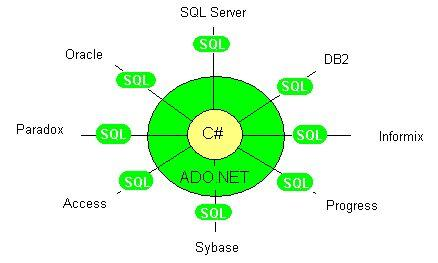 SQL Server
SQL
Oracle
SQL
DB2
SQL
Paradox
SQL
C#
SQL
Informix
ADO.NET
Access
SQL
SQL
Progress
SQL
Sybase